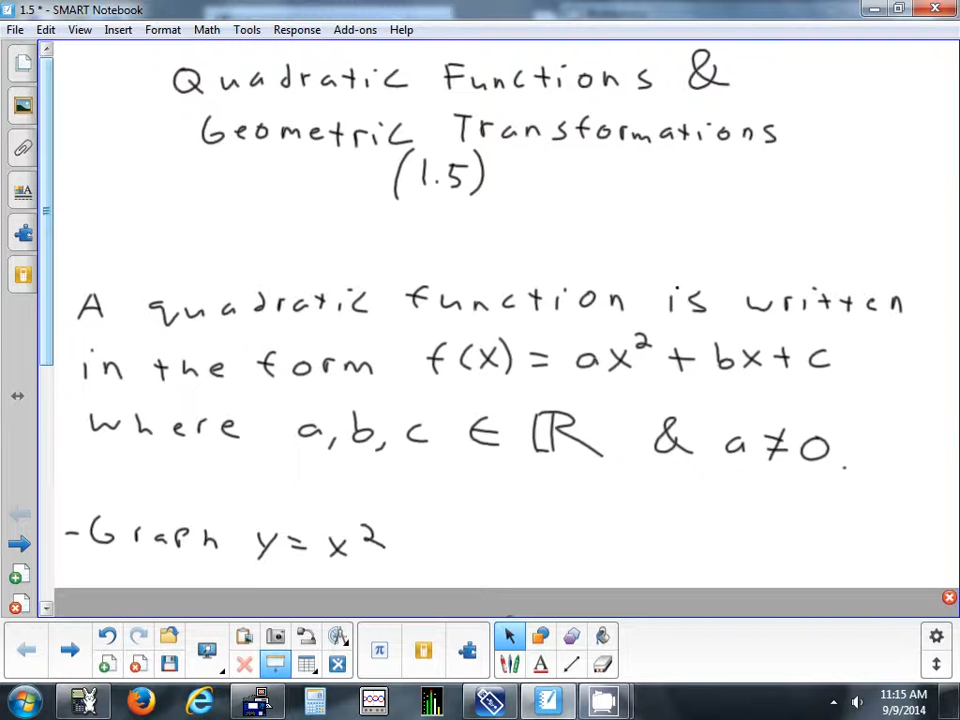 1.5 * - SMART Notebook
File Edit View Insert Format Math Tools Response Add-ons Help
Quadratic Functions &
Geometric Transformations
(1.5)
A quadratic function is written
in the form f(x) = ax² + bx + c
where a, b, c ∈ ℝ & a ≠ 0.
- Graph y = x²
11:15 AM
9/9/2014